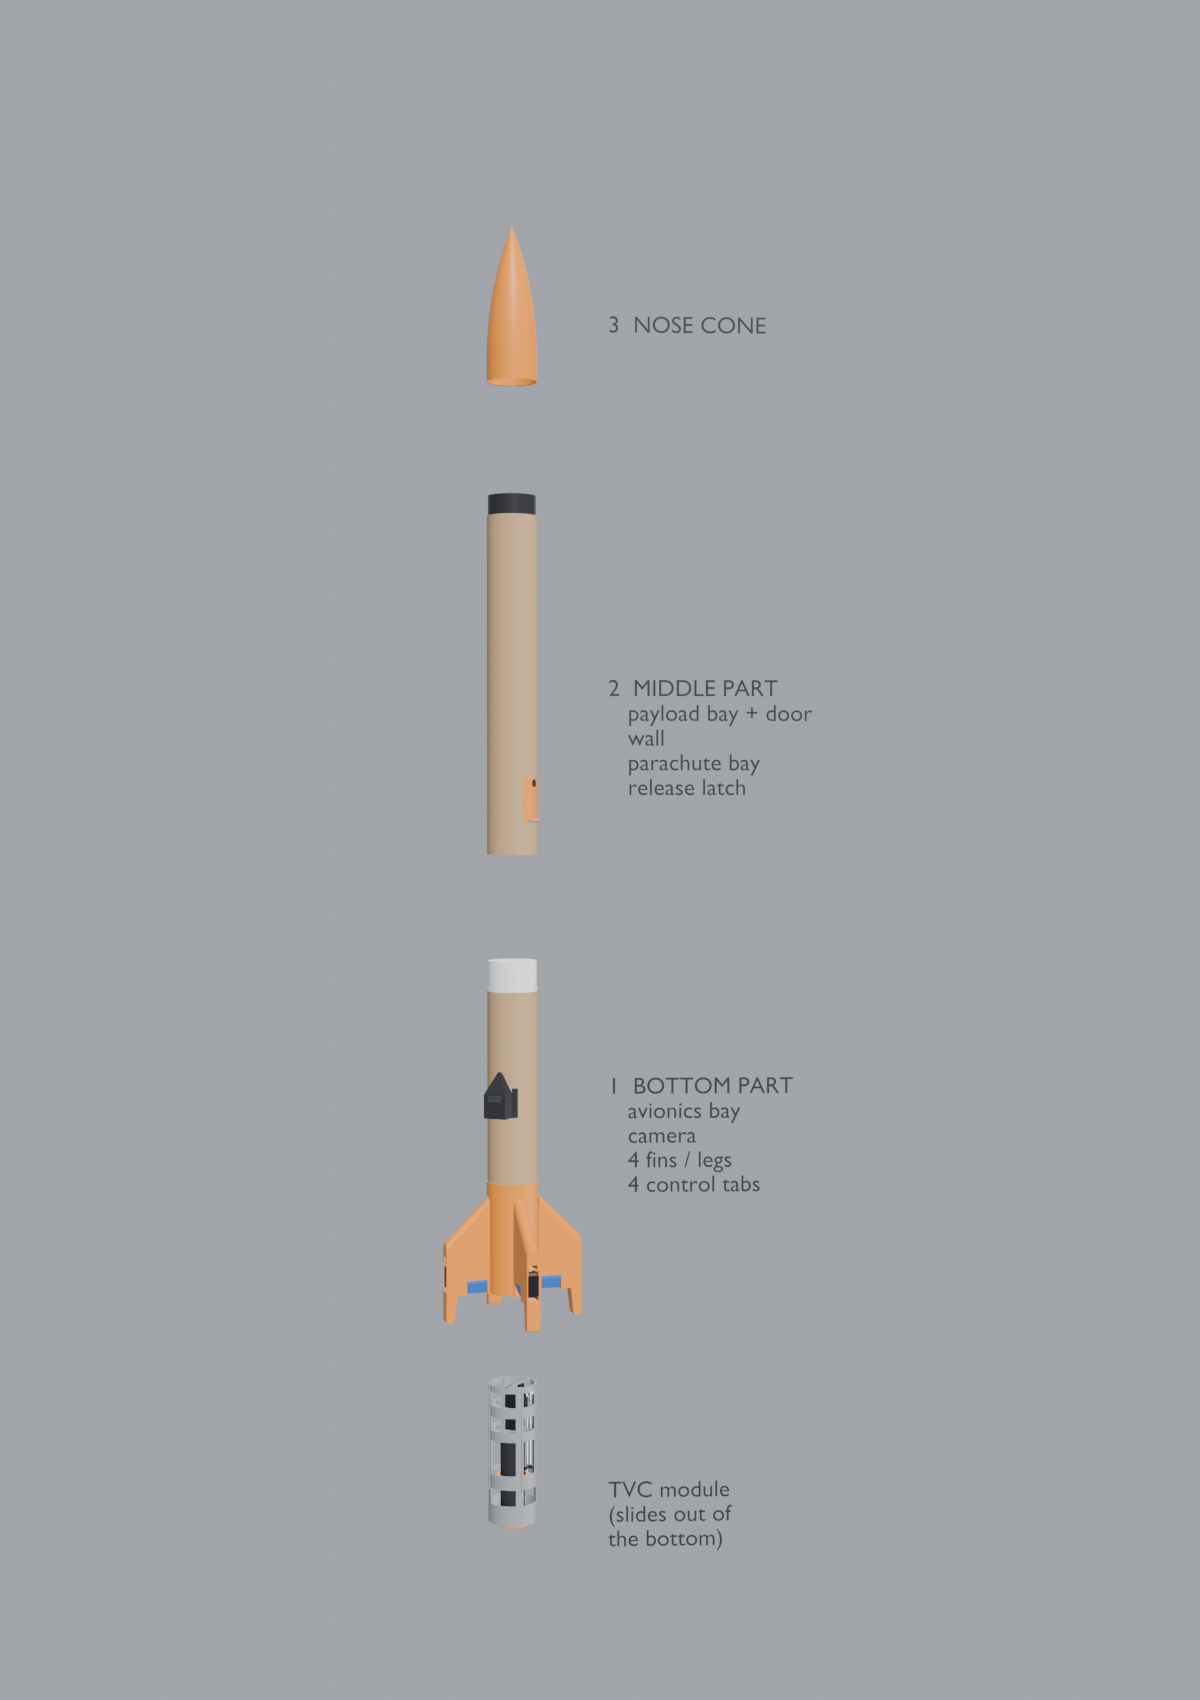 3 NOSE CONE
2 MIDDLE PART
payload bay + door
wall
parachute bay
release latch
1 BOTTOM PART
avionics bay
camera
4 fins / legs
4 control tabs
TVC module
(slides out of
the bottom)